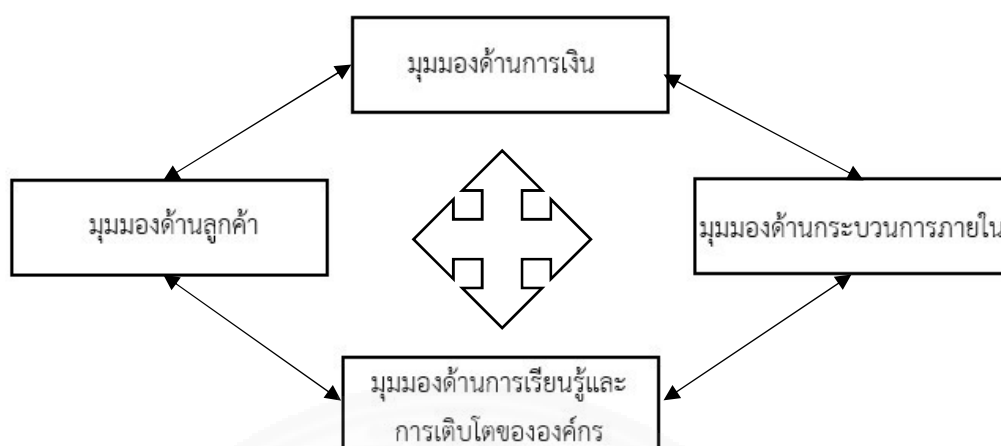 มุมมองด้านการเงิน
มุมมองด้านลูกค้า
มุมมองด้านกระบวนการภายใน
มุมมองด้านการเรียนรู้และ
การเติบโตขององค์กร